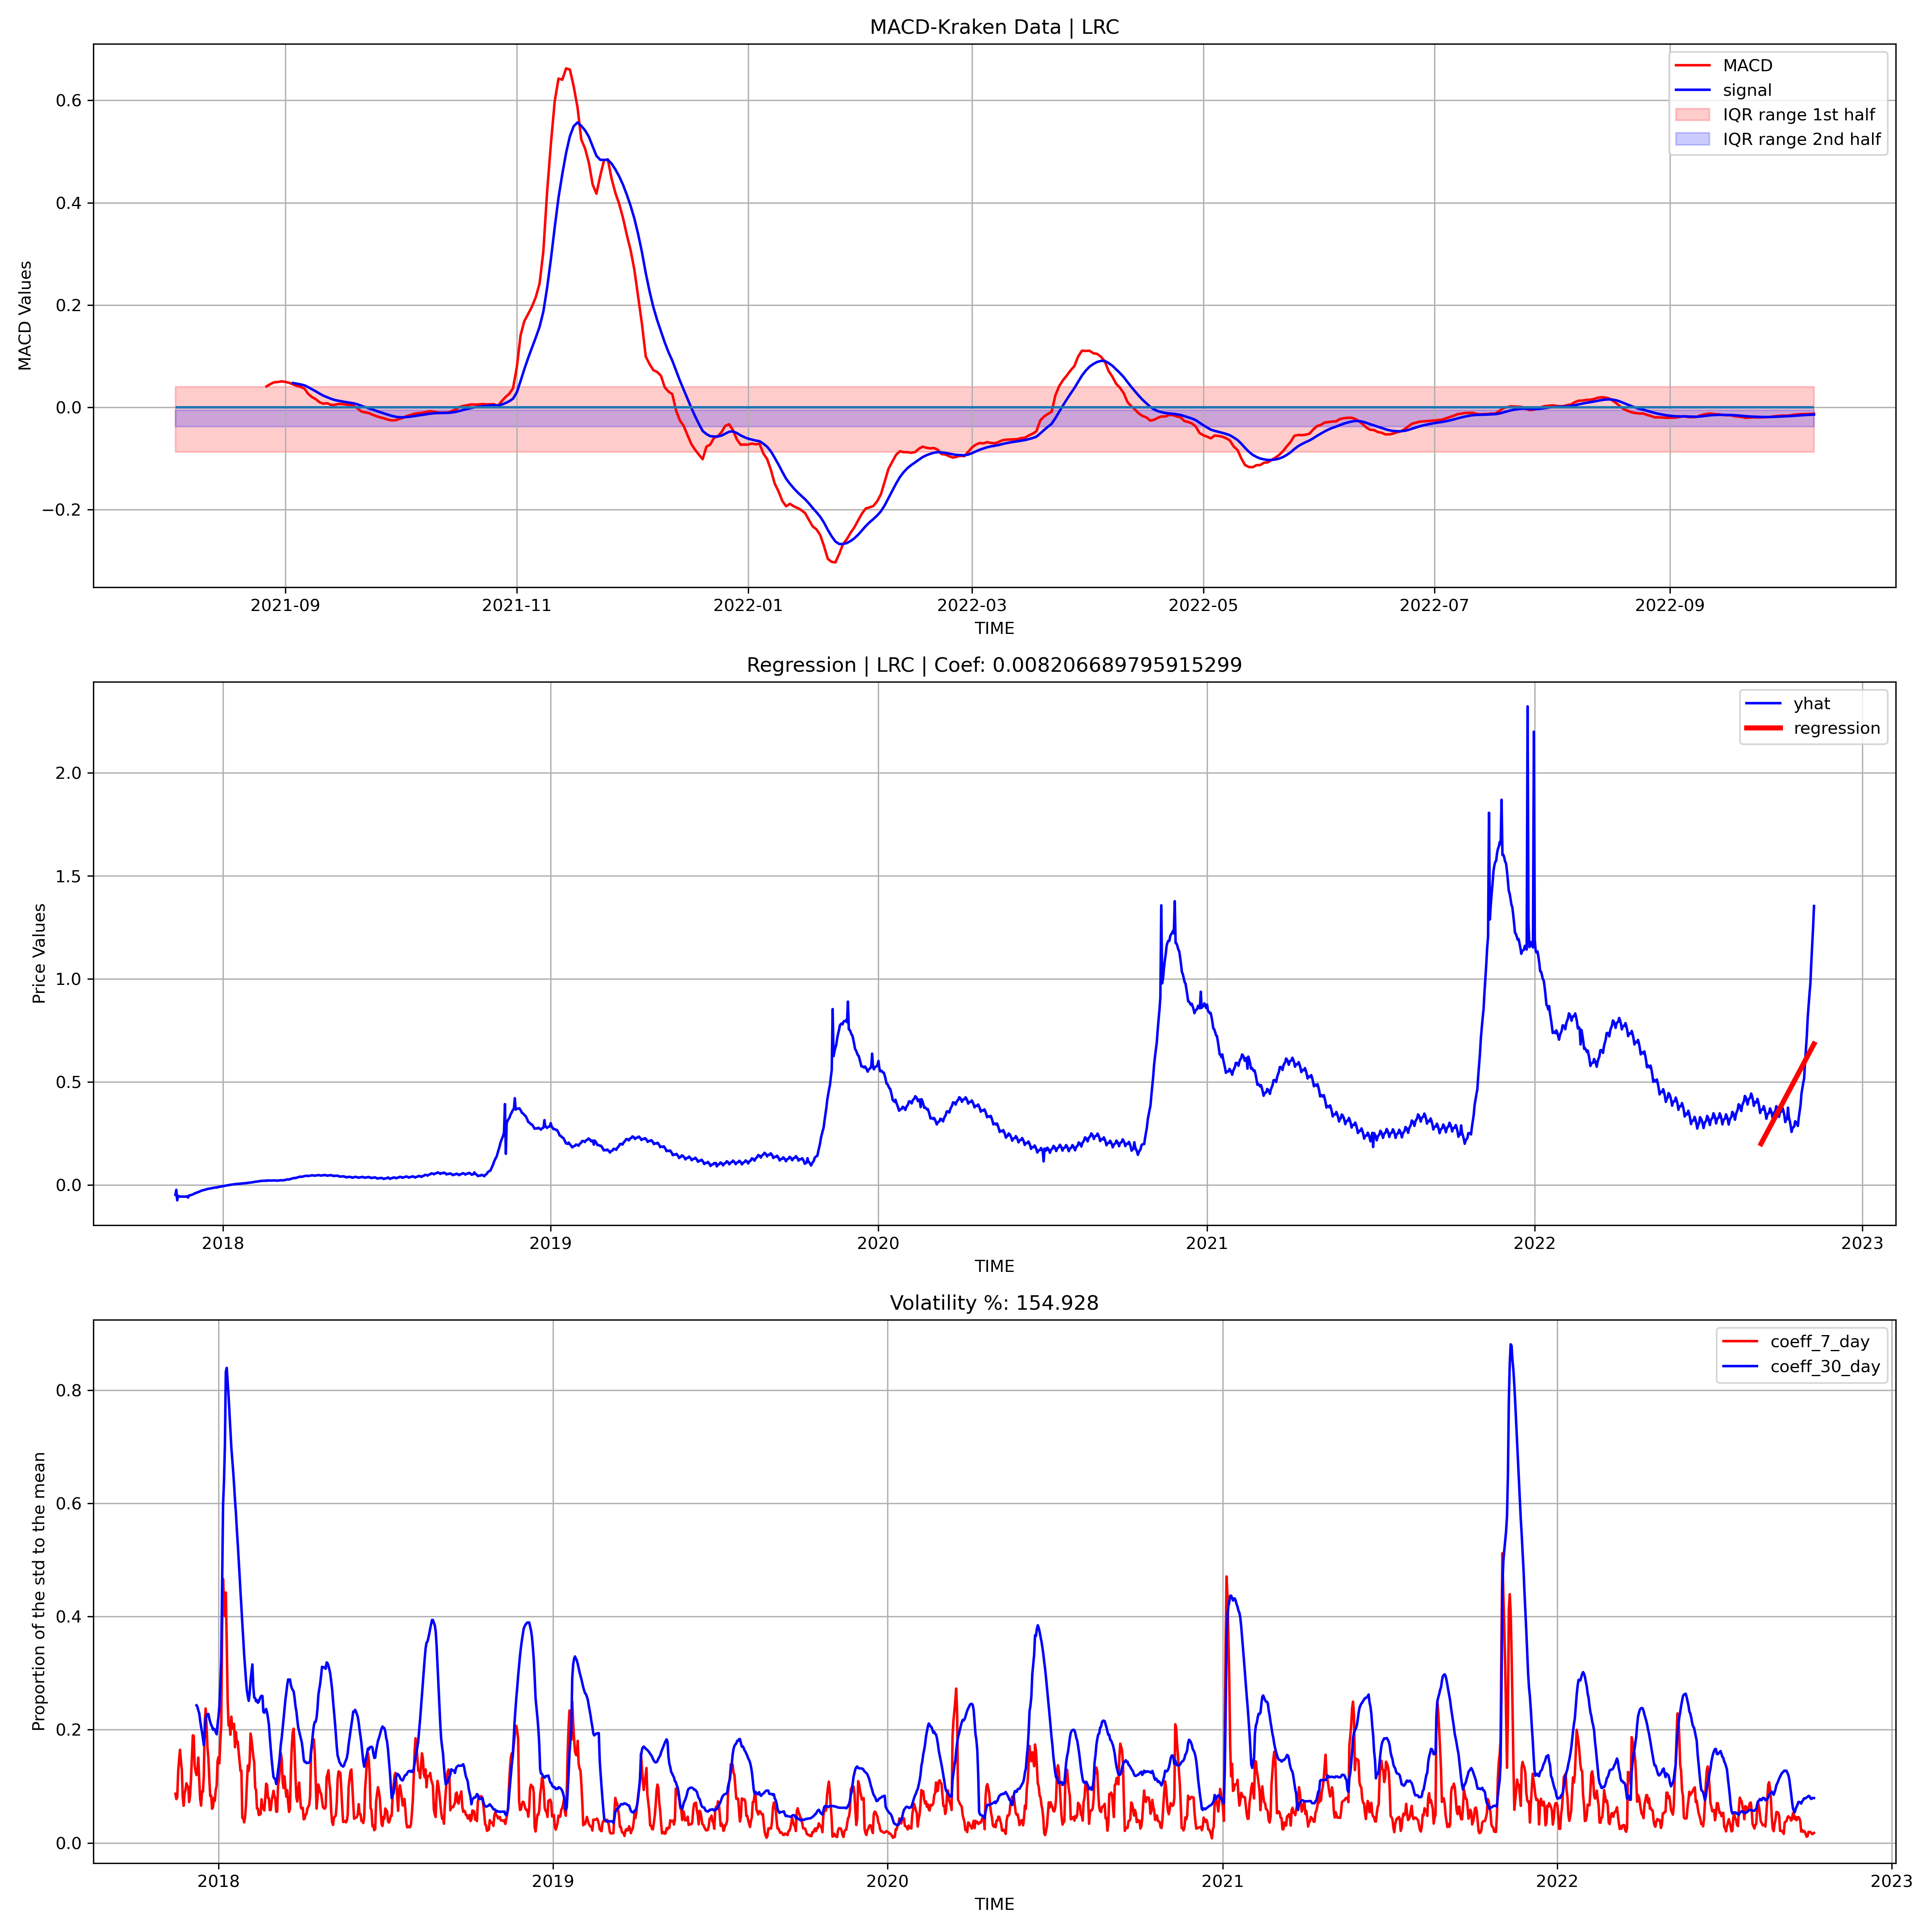 MACD-Kraken Data | LRC
MACD Values
0.6
0.4
0.2
0.0
−0.2
MACD
signal
IQR range 1st half
IQR range 2nd half
2021-09 2021-11 2022-01 2022-03 2022-05 2022-07 2022-09
TIME
Regression | LRC | Coef: 0.008206689795915299
Price Values
2.0
1.5
1.0
0.5
0.0
yhat
regression
2018 2019 2020 2021 2022 2023
TIME
Volatility %: 154.928
Proportion of the std to the mean
0.8
0.6
0.4
0.2
0.0
coeff_7_day
coeff_30_day
2018 2019 2020 2021 2022 2023
TIME